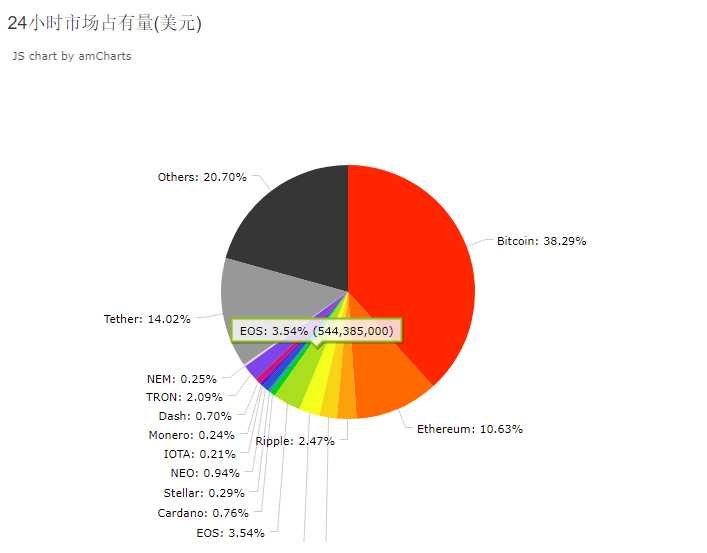 24小时市场占有量(美元)
JS chart by amCharts
Others: 20.70%
Bitcoin: 38.29%
Tether: 14.02%
EOS: 3.54% (544,385,000)
NEM: 0.25%
TRON: 2.09%
Dash: 0.70%
Ethereum: 10.63%
Monero: 0.24%
Ripple: 2.47%
IOTA: 0.21%
NEO: 0.94%
Stellar: 0.29%
Cardano: 0.76%
EOS: 3.54%